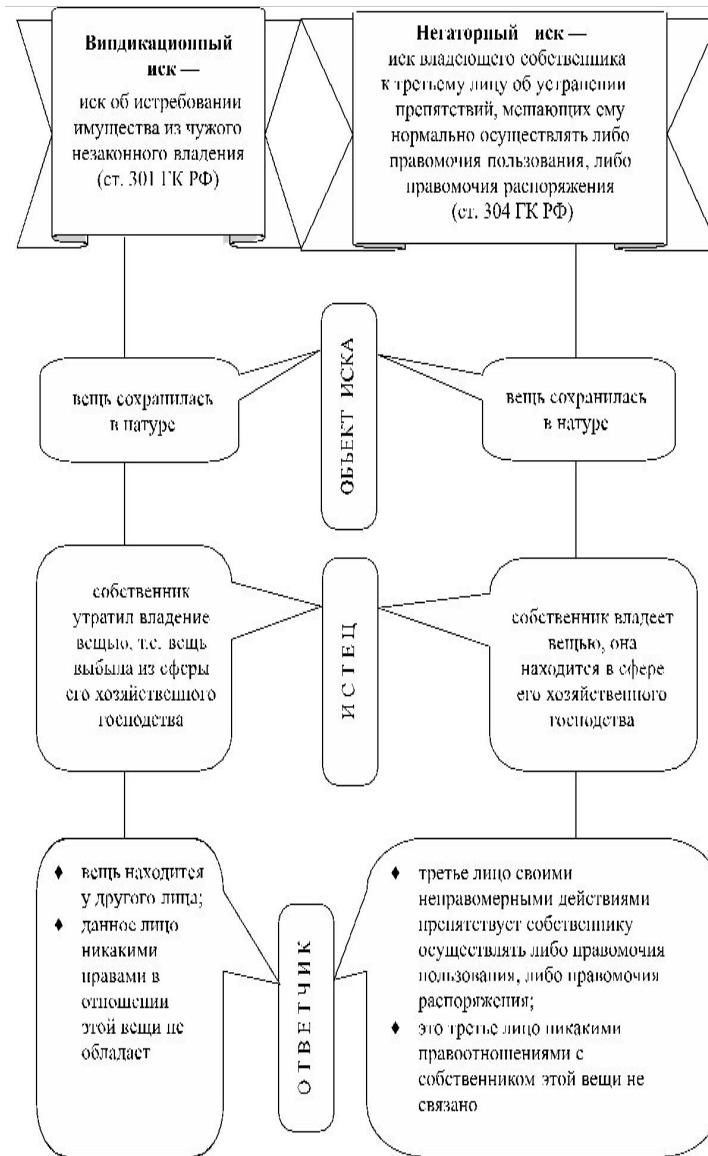 Виндикационный
иск —
иск об истребовании
имущества из чужого
незаконного владения
(ст. 301 ГК РФ)
Негаторный иск —
иск владеющего собственника
к третьему лицу об устранении
препятствий, мешающих ему
нормально осуществлять либо
правомочия пользования, либо
правомочия распоряжения
(ст. 304 ГК РФ)
ОБЪЕКТ ИСКА
вещь сохранилась
в натуре
вещь сохранилась
в натуре
ИСТЕЦ
собственник
утратил владение
вещью, т.е. вещь
выбыла из сферы
его хозяйственного
господства
собственник владеет
вещью, она
находится в сфере
его хозяйственного
господства
ОТВЕТЧИК
♦ вещь находится
у другого лица;
♦ данное лицо
никакими
правами в
отношении
этой вещи не
обладает
♦ третье лицо своими
неправомерными действиями
препятствует собственнику
осуществлять либо правомочия
пользования, либо правомочия
распоряжения;
♦ это третье лицо никакими
правоотношениями с
собственником этой вещи не
связано